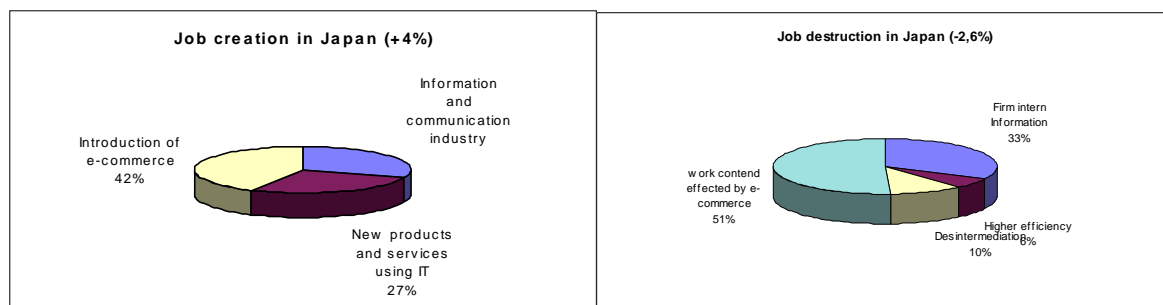 Job creation in Japan (+4%)
Information
and
communication
industry
Introduction of
e-commerce
42%
New products
and services
using IT
27%
Job destruction in Japan (-2,6%)
Firm intern
Information
33%
work contend
effected by e-
commerce
51%
Higher efficiency
6%
Desintermediation
10%